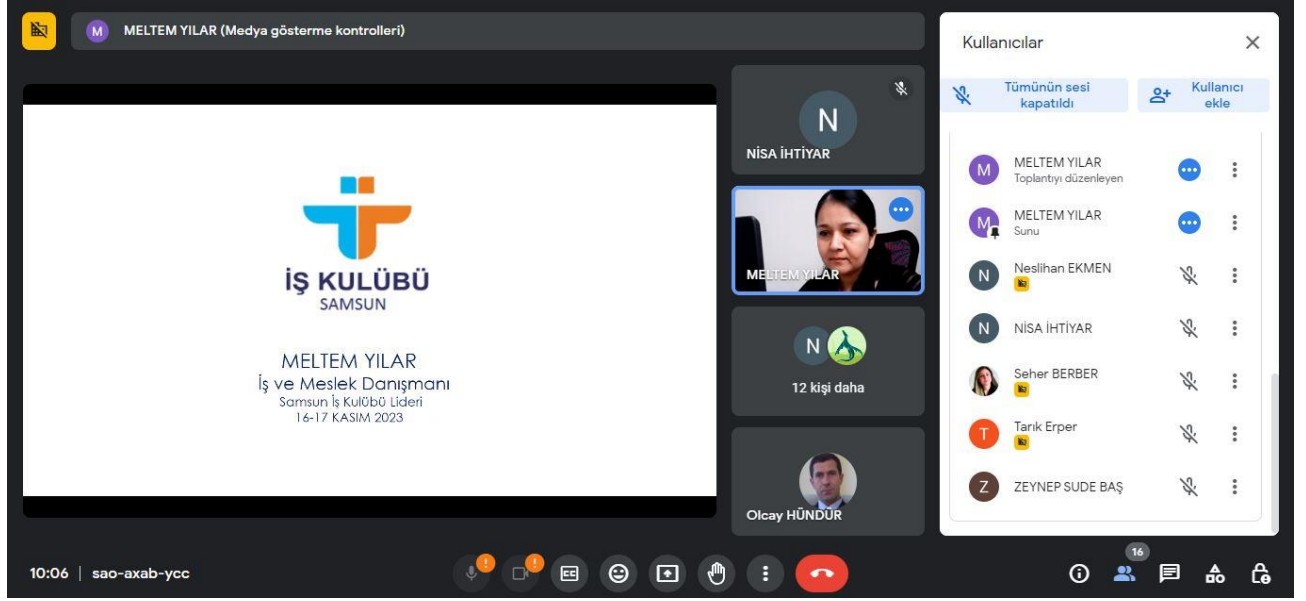 M MELTEM YILAR (Medya gösterme kontrolleri)
İŞ KULÜBÜ
SAMSUN
MELTEM YILAR
İş ve Meslek Danışmanı
Samsun İş Kulübü Lideri
16-17 KASIM 2023
N
NİSA İHTİYAR
MELTEM YILAR
N
12 kişi daha
Olcay HÜNDÜR
Kullanıcılar
Tümünün sesi
kapatıldı
Kullanıcı
ekle
M MELTEM YILAR
Toplantıyı düzenleyen
M MELTEM YILAR
Sunu
N Neslihan EKMEN
N NİSA İHTİYAR
Seher BERBER
T Tarık Erper
Z ZEYNEP SUDE BAŞ
10:06 | sao-axab-ycc
CC
16